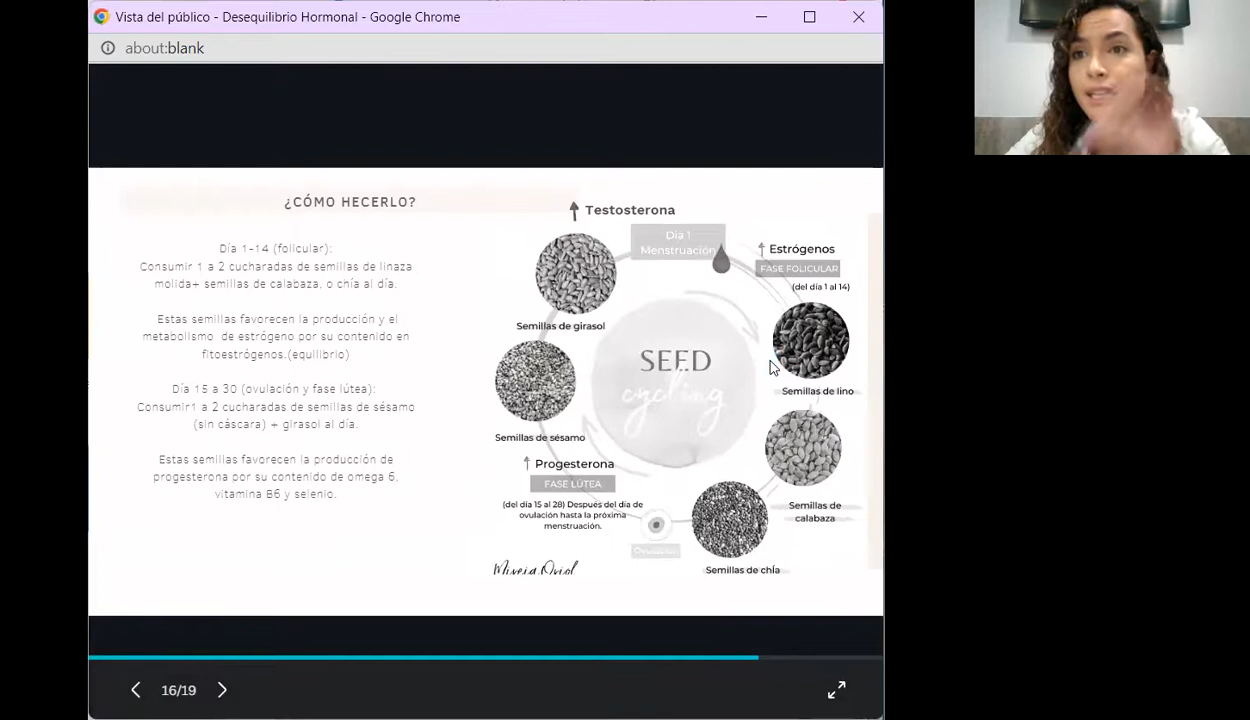 Vista del público - Desequilibrio Hormonal - Google Chrome
about:blank
¿CÓMO HECERLO?
Día 1-14 (folicular):
Consumir 1 a 2 cucharadas de semillas de linaza
molida+ semillas de calabaza, o chía al día.
Estas semillas favorecen la producción y el
metabolismo de estrógeno por su contenido en
fitoestrógenos.(equlibrio)
Día 15 a 30 (ovulación y fase lútea):
Consumir1 a 2 cucharadas de semillas de sésamo
(sin cáscara) + girasol al día.
Estas semillas favorecen la producción de
progesterona por su contenido de omega 6,
vitamina B6 y selenio.
Testosterona
Día 1
Menstruación
Estrógenos
FASE FOLICULAR
(del día 1 al 14)
Semillas de girasol
SEED
cycling
Semillas de lino
Semillas de sésamo
Progesterona
FASE LÚTEA
(del día 15 al 28) Despues del día de
ovulación hasta la próxima
menstruación.
Ovulación
Semillas de
calabaza
Semillas de chía
16/19